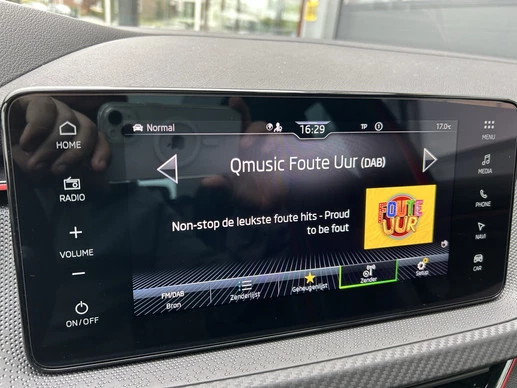 Normal
16:29
TP
17.0°C
HOME
RADIO
VOLUME
ON/OFF
Qmusic Foute Uur (DAB)
Non-stop de leukste foute hits - Proud
to be fout
FOUTE
UUR
FM/DAB
Bron
Zenderlijst
Geheugenlijst
Zender
MENU
MEDIA
PHONE
NAVI
CAR